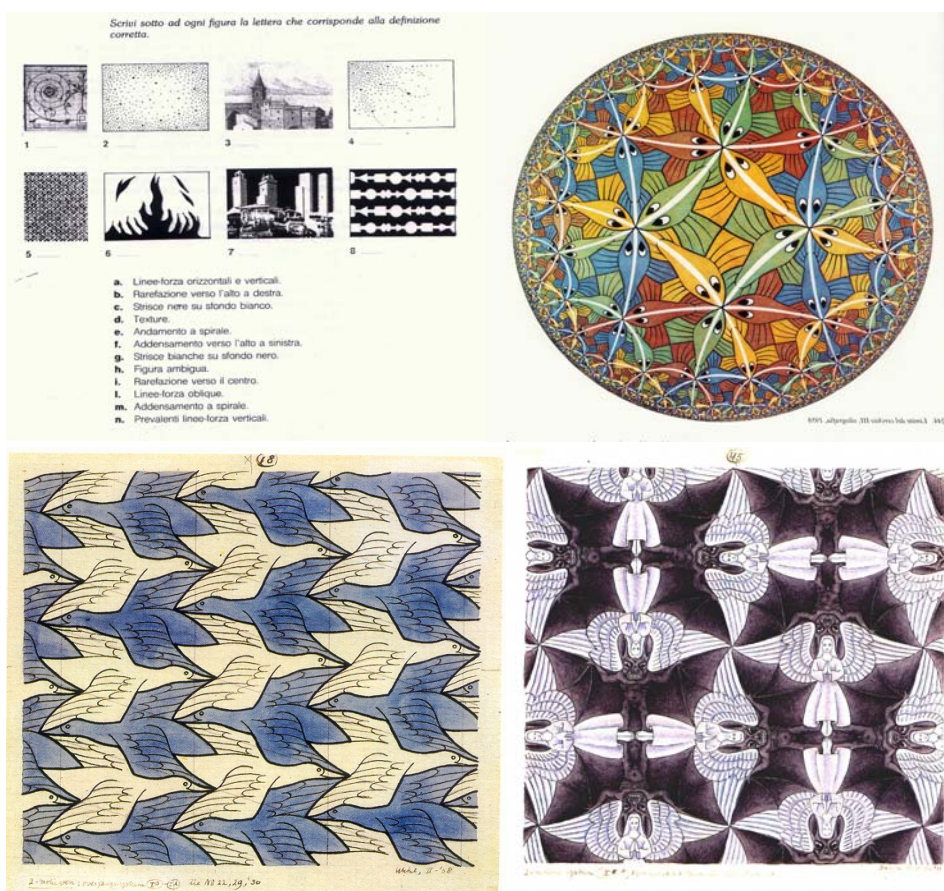 Scrivi sotto ad ogni figura la lettera che corrisponde alla definizione
corretta.
1 2 3 4
5 6 7 8
a. Linee-forza orizzontali e verticali.
b. Rarefazione verso l'alto a destra.
c. Strisce nere su sfondo bianco.
d. Texture.
e. Andamento a spirale.
f. Addensamento verso l'alto a sinistra.
g. Strisce bianche su sfondo nero.
h. Figura ambigua.
i. Rarefazione verso il centro.
l. Linee-forza oblique.
m. Addensamento a spirale.
n. Prevalenti linee-forza verticali.
18
45